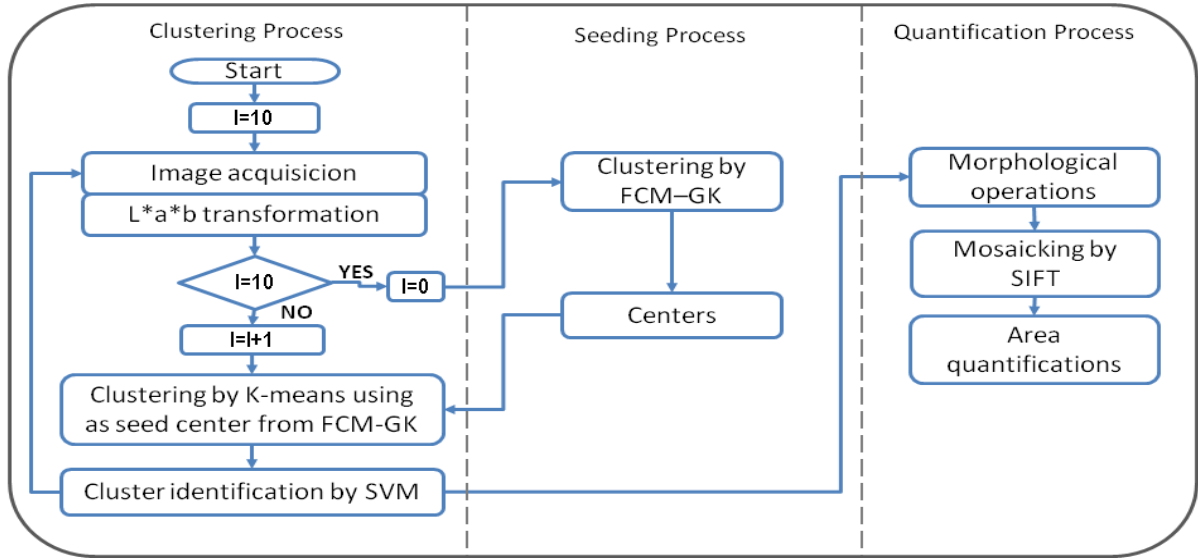 Clustering Process
Start
I=10
Image acquisicion
L*a*b transformation
I=10
YES
I=0
NO
I=I+1
Clustering by K-means using
as seed center from FCM-GK
Cluster identification by SVM
Seeding Process
Clustering by
FCM–GK
Centers
Quantification Process
Morphological
operations
Mosaicking by
SIFT
Area
quantifications